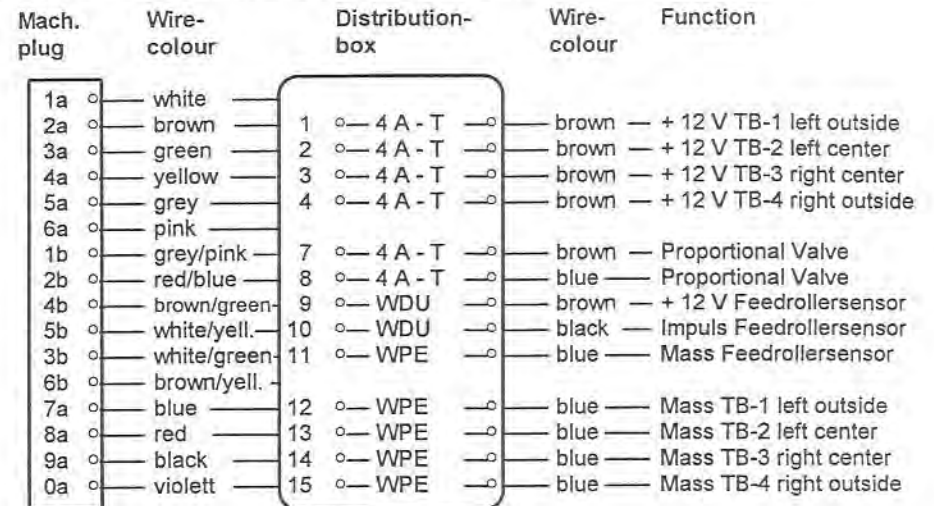 Mach. plug Wire-colour Distribution-box Wire-colour Function
1a white
2a brown 1 4 A - T brown + 12 V TB-1 left outside
3a green 2 4 A - T brown + 12 V TB-2 left center
4a yellow 3 4 A - T brown + 12 V TB-3 right center
5a grey 4 4 A - T brown + 12 V TB-4 right outside
6a pink
1b grey/pink 7 4 A - T brown Proportional Valve
2b red/blue 8 4 A - T blue Proportional Valve
4b brown/green 9 WDU brown + 12 V Feedrollersensor
5b white/yell. 10 WDU black Impuls Feedrollersensor
3b white/green 11 WPE blue Mass Feedrollersensor
6b brown/yell.
7a blue 12 WPE blue Mass TB-1 left outside
8a red 13 WPE blue Mass TB-2 left center
9a black 14 WPE blue Mass TB-3 right center
0a violett 15 WPE blue Mass TB-4 right outside